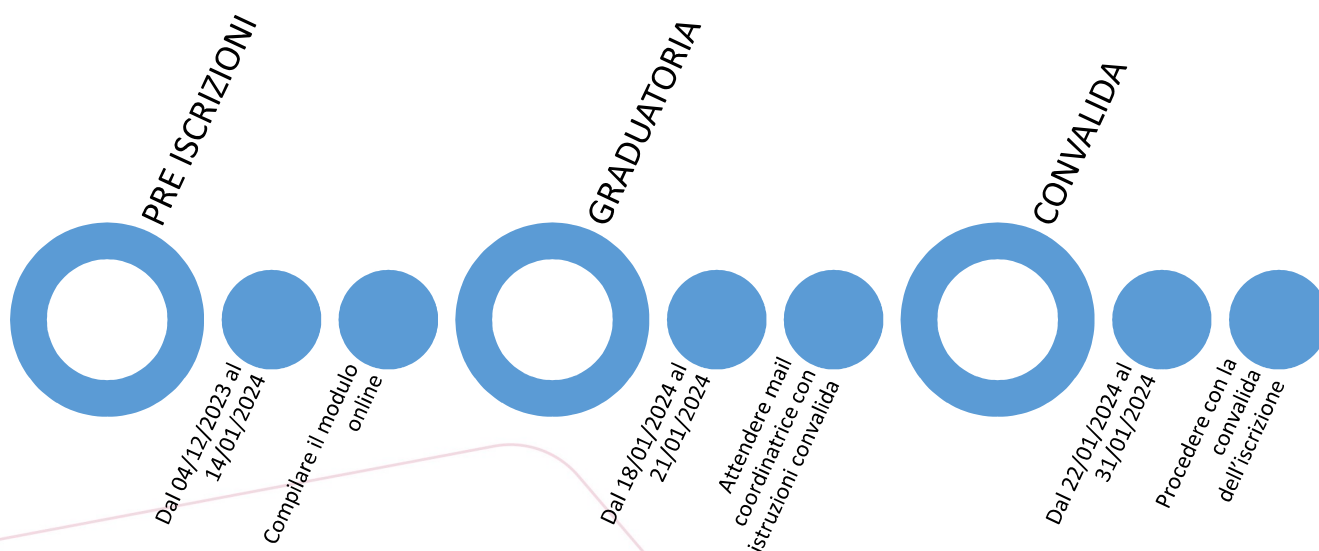 PRE ISCRIZIONI
Dal 04/12/2023 al
14/01/2024
Compilare il modulo
online
GRADUATORIA
Dal 18/01/2024 al
21/01/2024
Attendere mail
coordinatrice con
istruzioni convalida
CONVALIDA
Dal 22/01/2024 al
31/01/2024
Procedere con la
convalida
dell'iscrizione